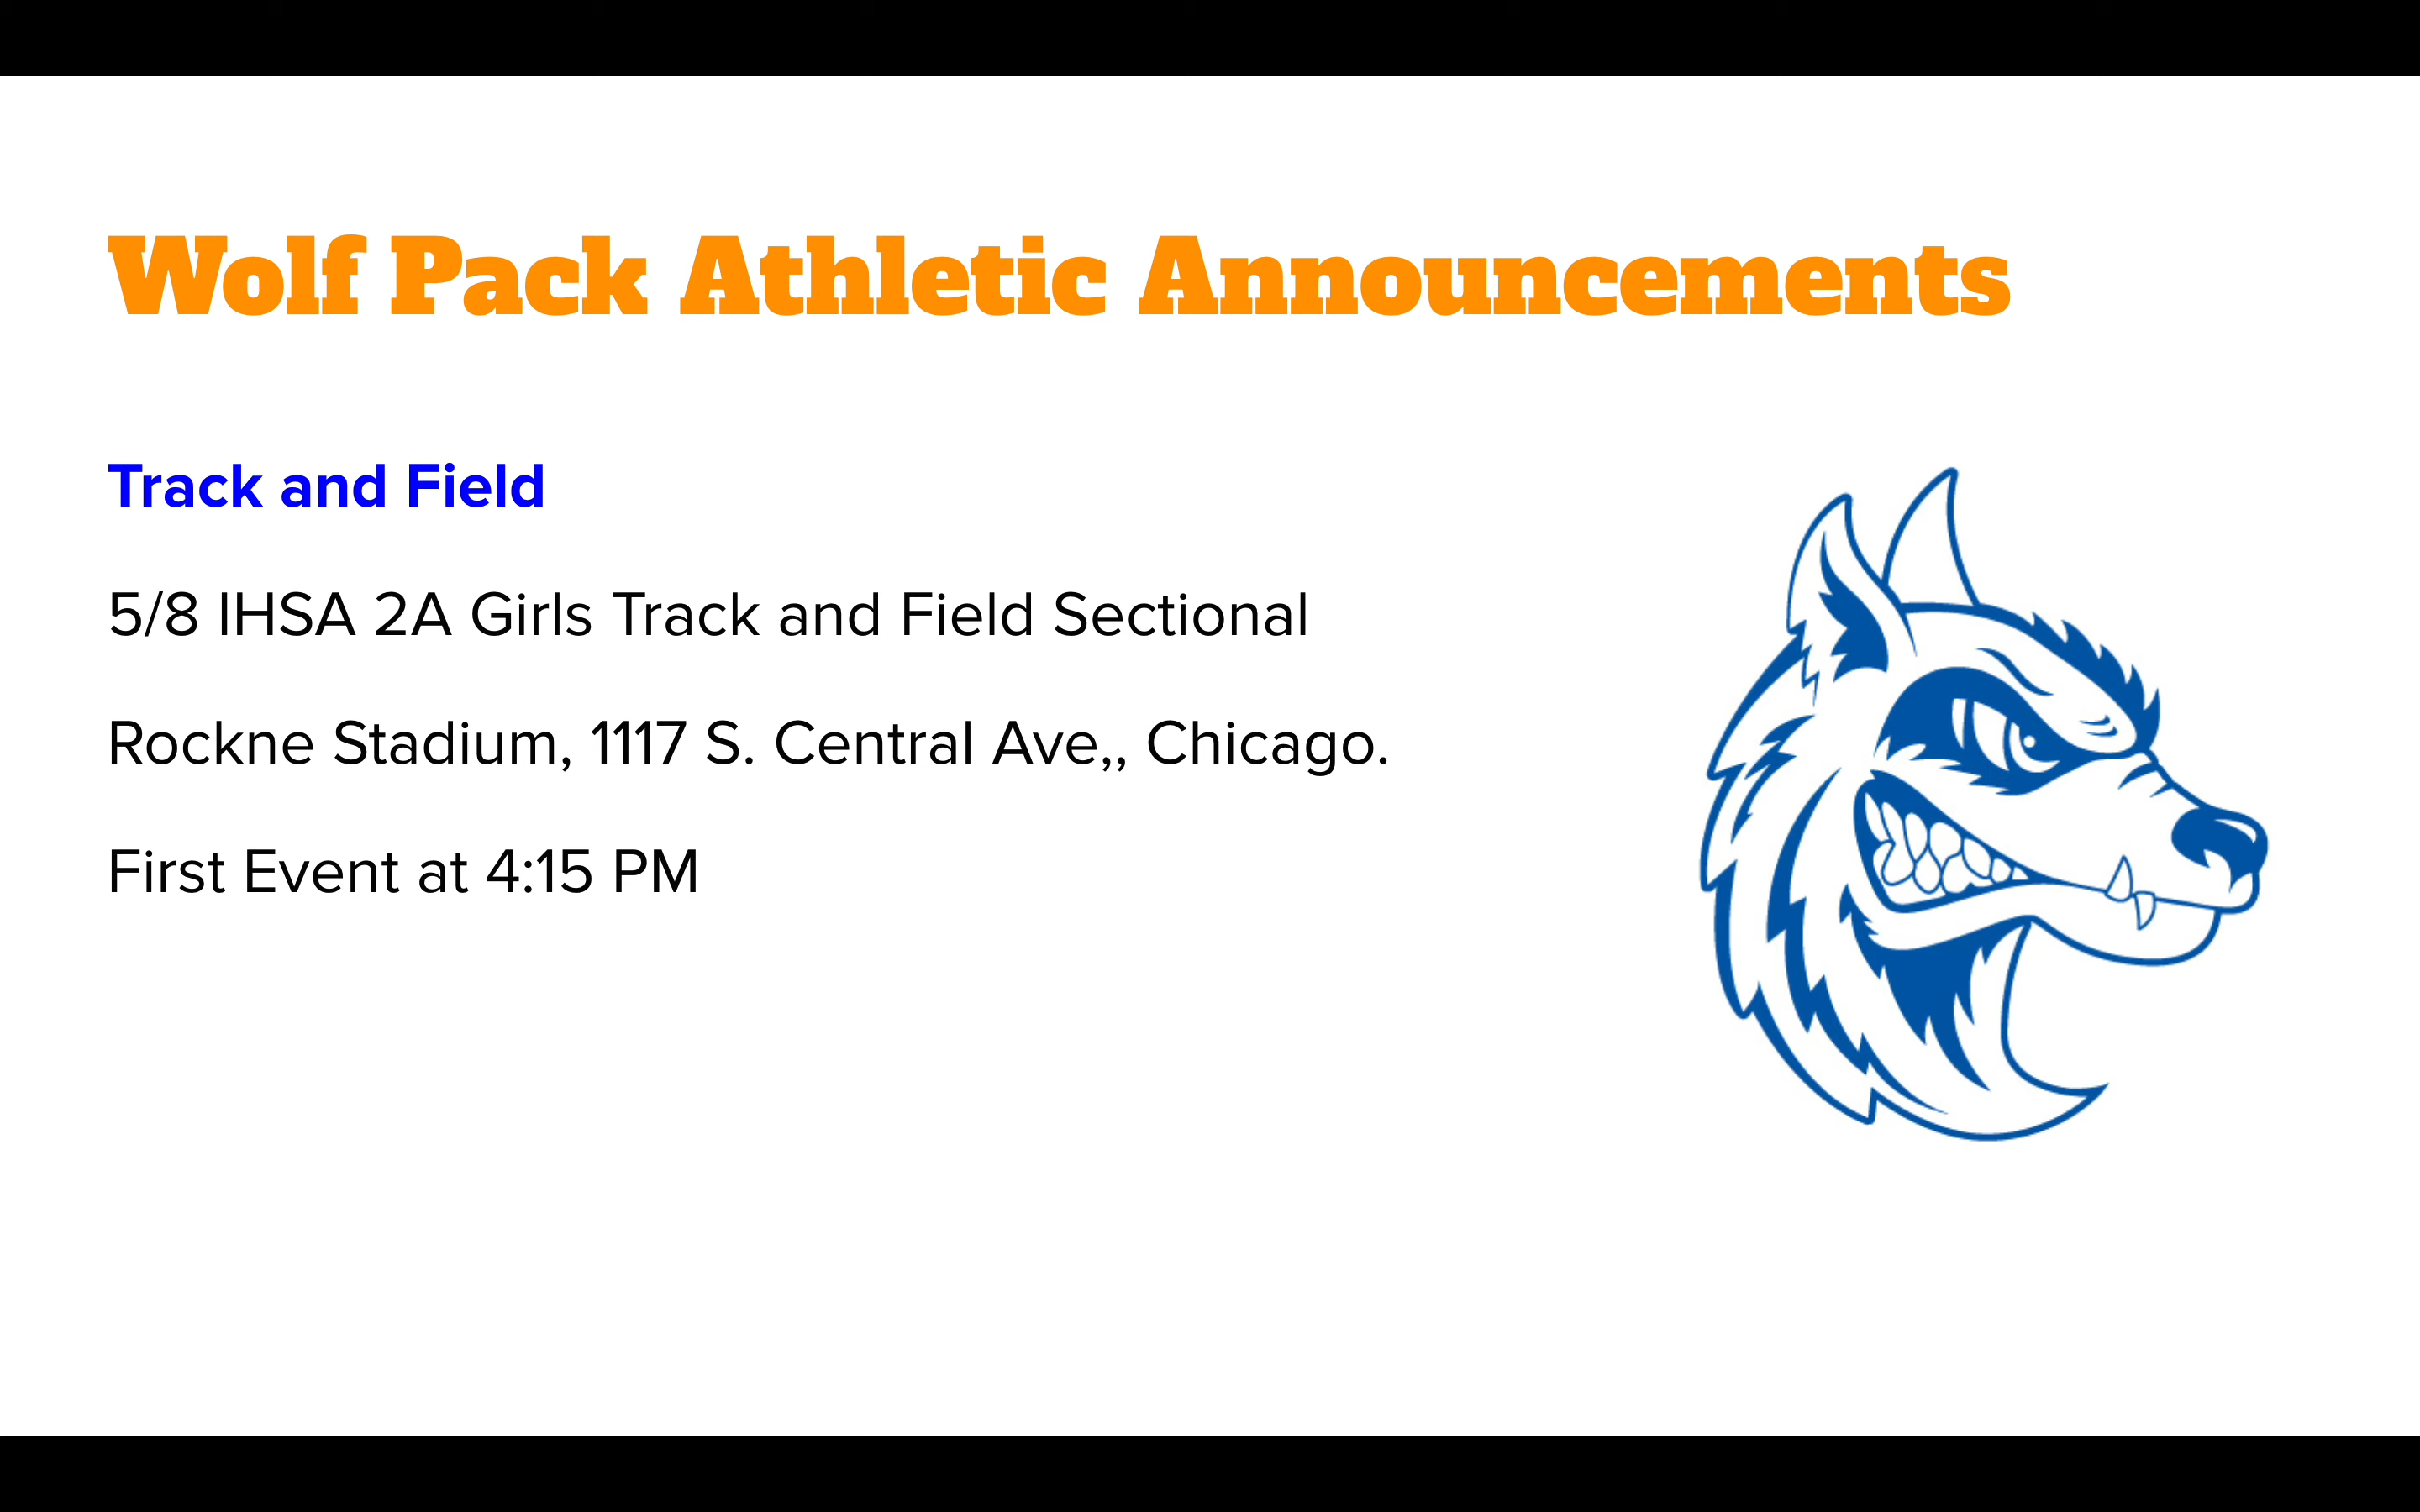 Wolf Pack Athletic Announcements
Track and Field
5/8 IHSA 2A Girls Track and Field Sectional
Rockne Stadium, 1117 S. Central Ave,, Chicago.
First Event at 4:15 PM